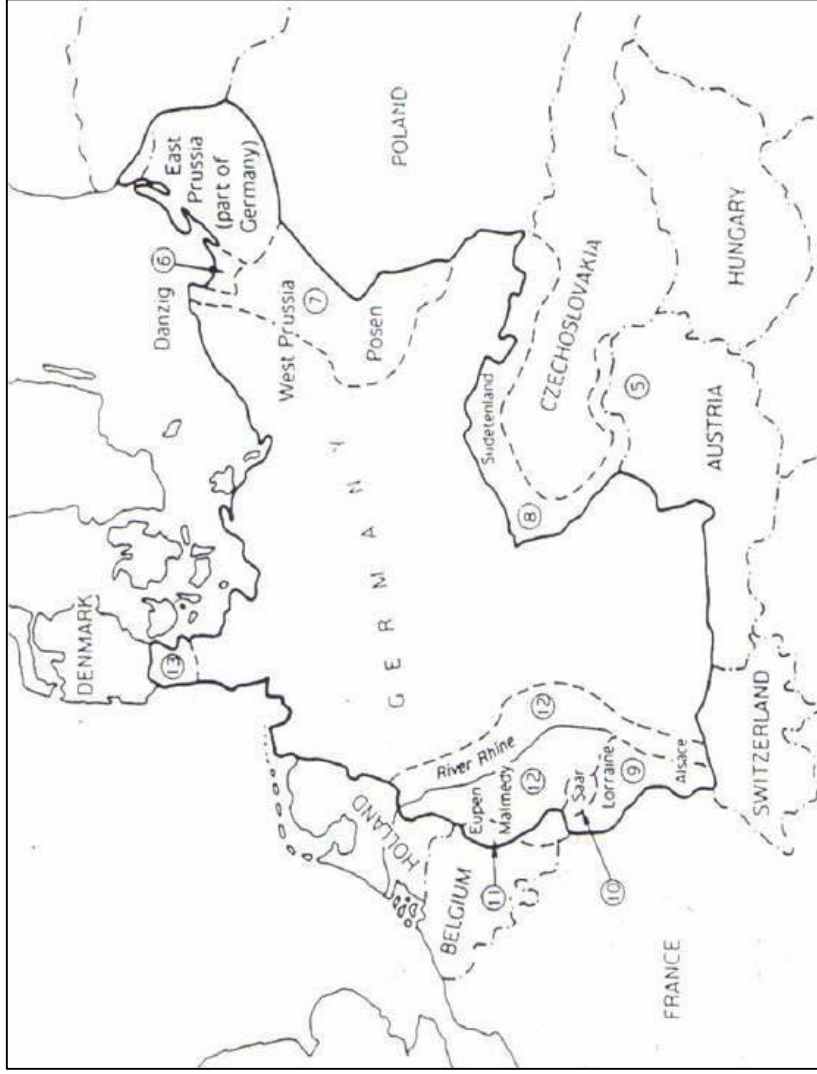 DENMARK
13
Danzig
6
East
Prussia
(part of
Germany)
West Prussia
7
Posen
POLAND
GERMANY
HOLLAND
River Rhine
12
Eupen
Malmedy
12
BELGIUM
11
Saar
10
Lorraine
9
Alsace
FRANCE
SWITZERLAND
Sudetenland
8
CZECHOSLOVAKIA
5
AUSTRIA
HUNGARY